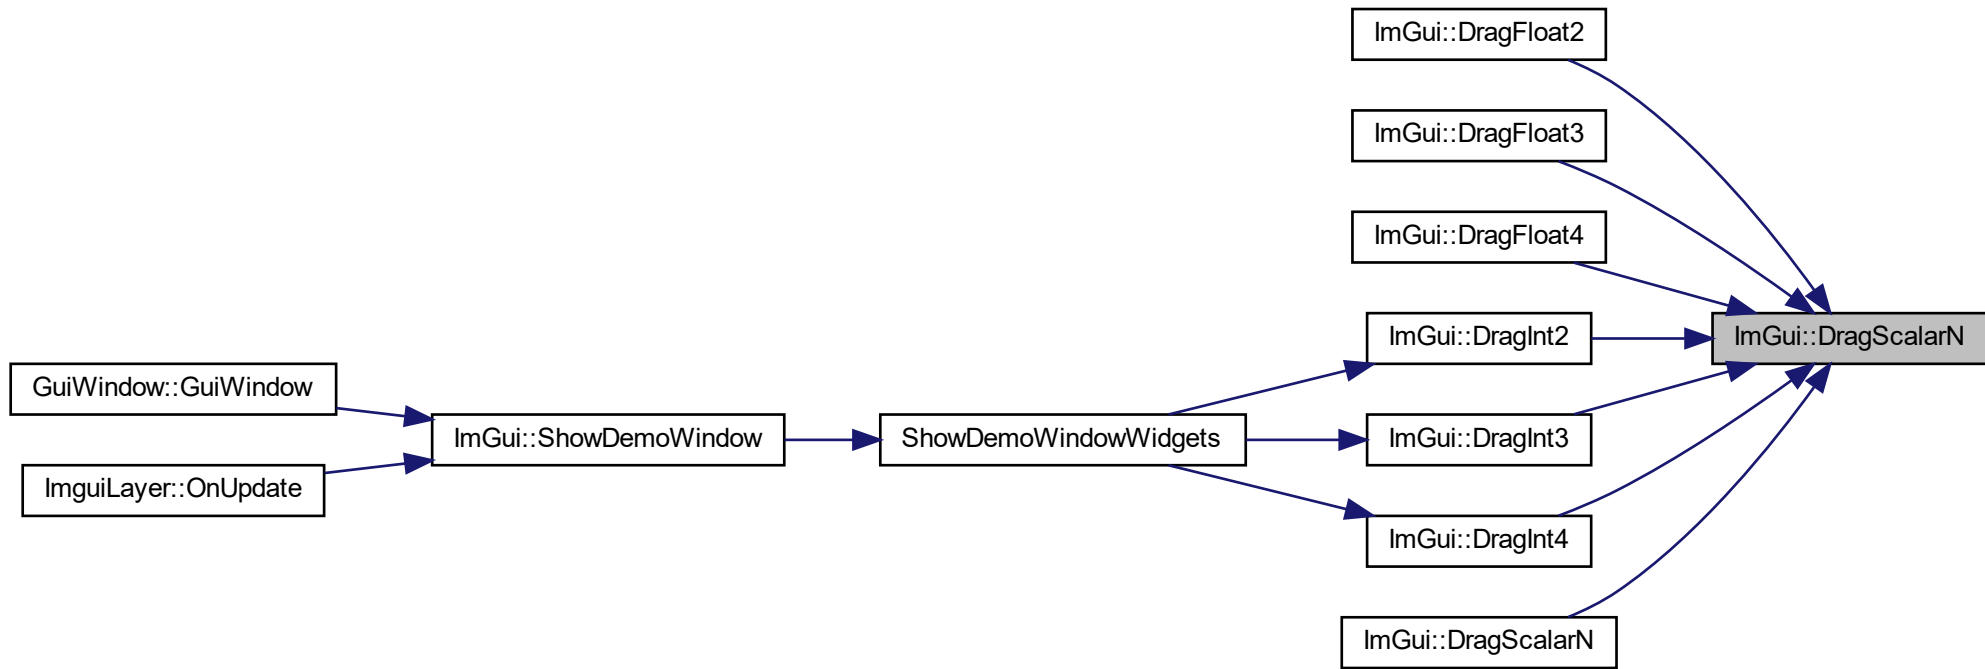 ImGui::DragFloat2
ImGui::DragFloat3
ImGui::DragFloat4
ImGui::DragInt2
ImGui::DragScalarN
GuiWindow::GuiWindow
ImGui::ShowDemoWindow
ShowDemoWindowWidgets
ImGui::DragInt3
ImguiLayer::OnUpdate
ImGui::DragInt4
ImGui::DragScalarN